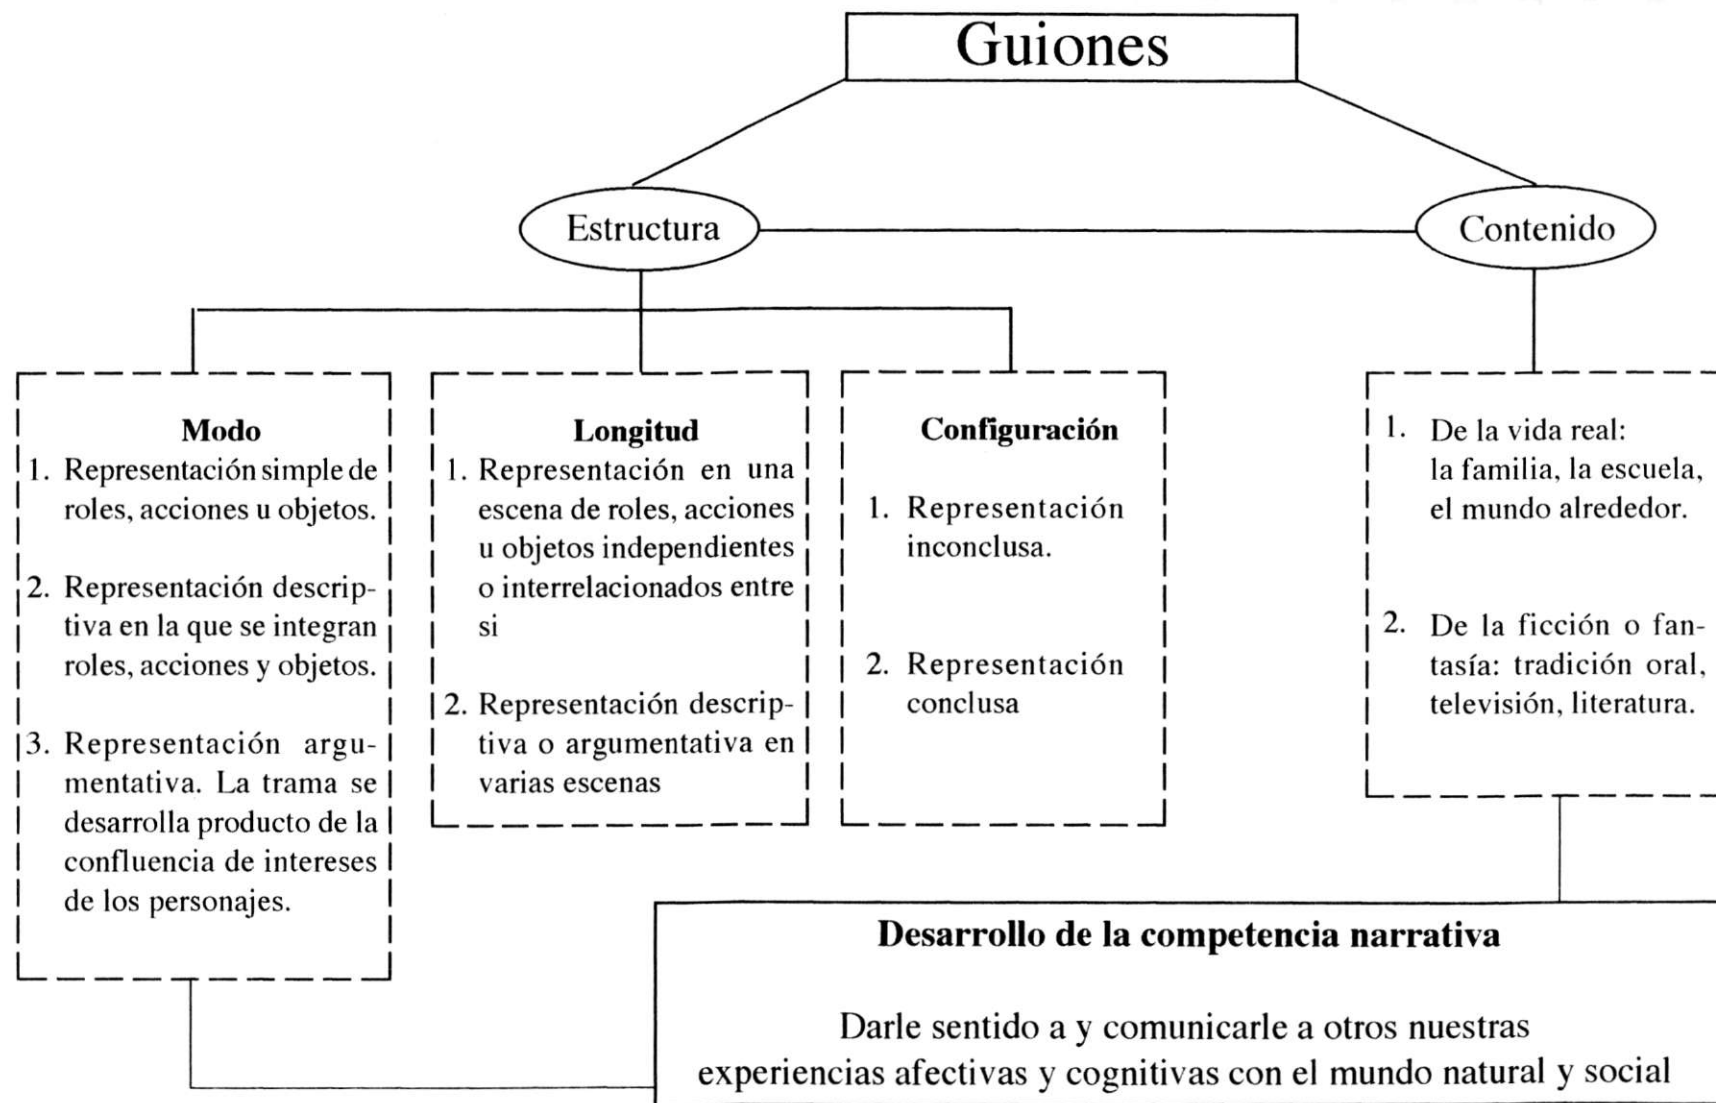 Guiones
Estructura
Contenido
Modo
1. Representación simple de
roles, acciones u objetos.
2. Representación descrip-
tiva en la que se integran
roles, acciones y objetos.
3. Representación argu-
mentativa. La trama se
desarrolla producto de la
confluencia de intereses
de los personajes.
Longitud
1. Representación en una
escena de roles, acciones
u objetos independientes
o interrelacionados entre
si
2. Representación descrip-
tiva o argumentativa en
varias escenas
Configuración
1. Representación
inconclusa.
2. Representación
conclusa
1. De la vida real:
la familia, la escuela,
el mundo alrededor.
2. De la ficción o fan-
tasía: tradición oral,
televisión, literatura.
Desarrollo de la competencia narrativa
Darle sentido a y comunicarle a otros nuestras
experiencias afectivas y cognitivas con el mundo natural y social